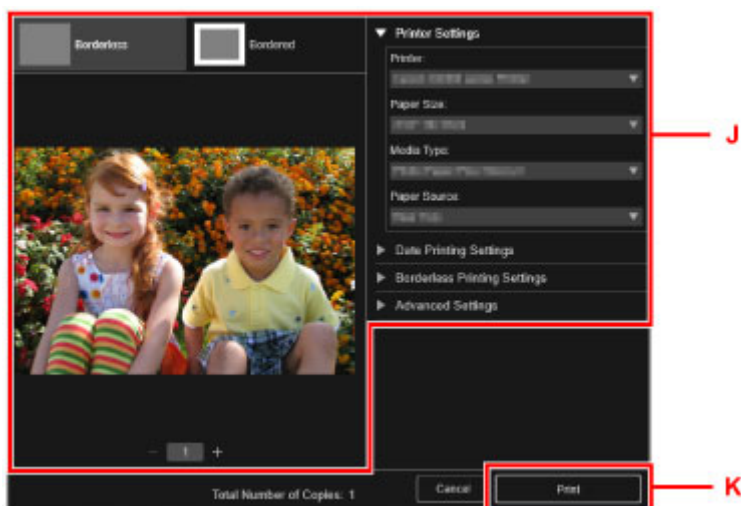 Borderless
Bordered
Printer Settings
Printer:
Paper Size:
Media Type:
Paper Source:
Date Printing Settings
Borderless Printing Settings
Advanced Settings
J
- 1 +
Total Number of Copies: 1
Cancel
Print
K